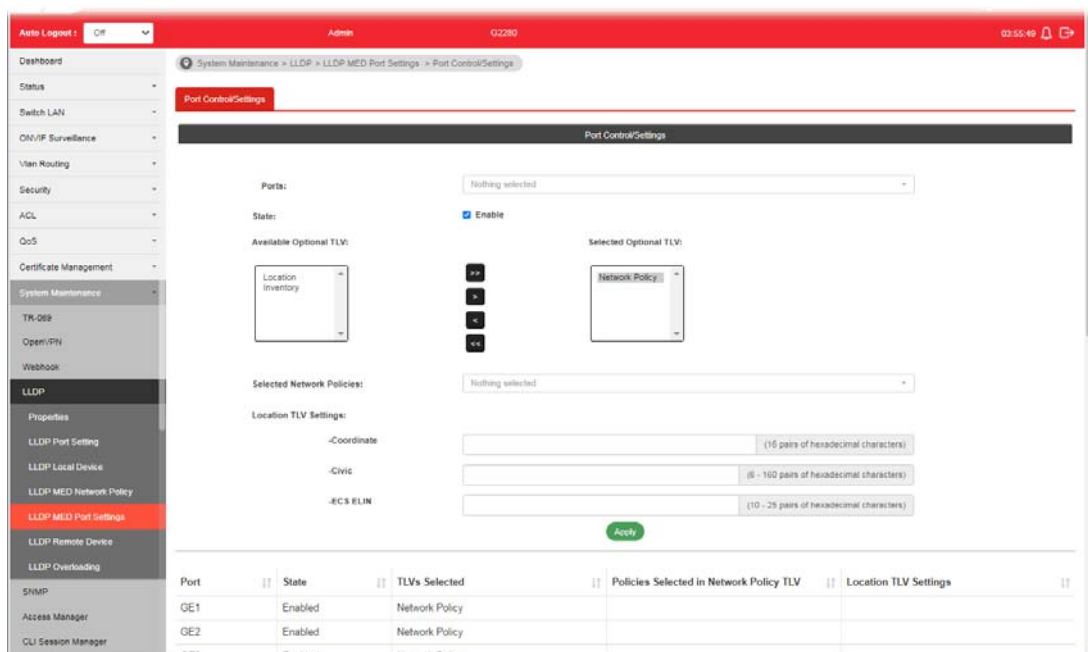 Auto Logout : Off Admin G2280 03:55:49
Dashboard
Status
Switch LAN
ONVIF Surveillance
Vlan Routing
Security
ACL
QoS
Certificate Management
System Maintenance
TR-069
OpenVPN
Webhook
LLDP
Properties
LLDP Port Setting
LLDP Local Device
LLDP MED Network Policy
LLDP MED Port Settings
LLDP Remote Device
LLDP Overloading
SNMP
Access Manager
CLI Session Manager
System Maintenance > LLDP > LLDP MED Port Settings > Port Control/Settings
Port Control/Settings
Port Control/Settings
Ports: Nothing selected
State: Enable
Available Optional TLV: Selected Optional TLV:
Location
Inventory
>>
>
<
<<
Network Policy
Selected Network Policies: Nothing selected
Location TLV Settings:
-Coordinate (16 pairs of hexadecimal characters)
-Civic (6 - 160 pairs of hexadecimal characters)
-ECS ELIN (10 - 25 pairs of hexadecimal characters)
Apply
Port State TLVs Selected Policies Selected in Network Policy TLV Location TLV Settings
GE1 Enabled Network Policy
GE2 Enabled Network Policy